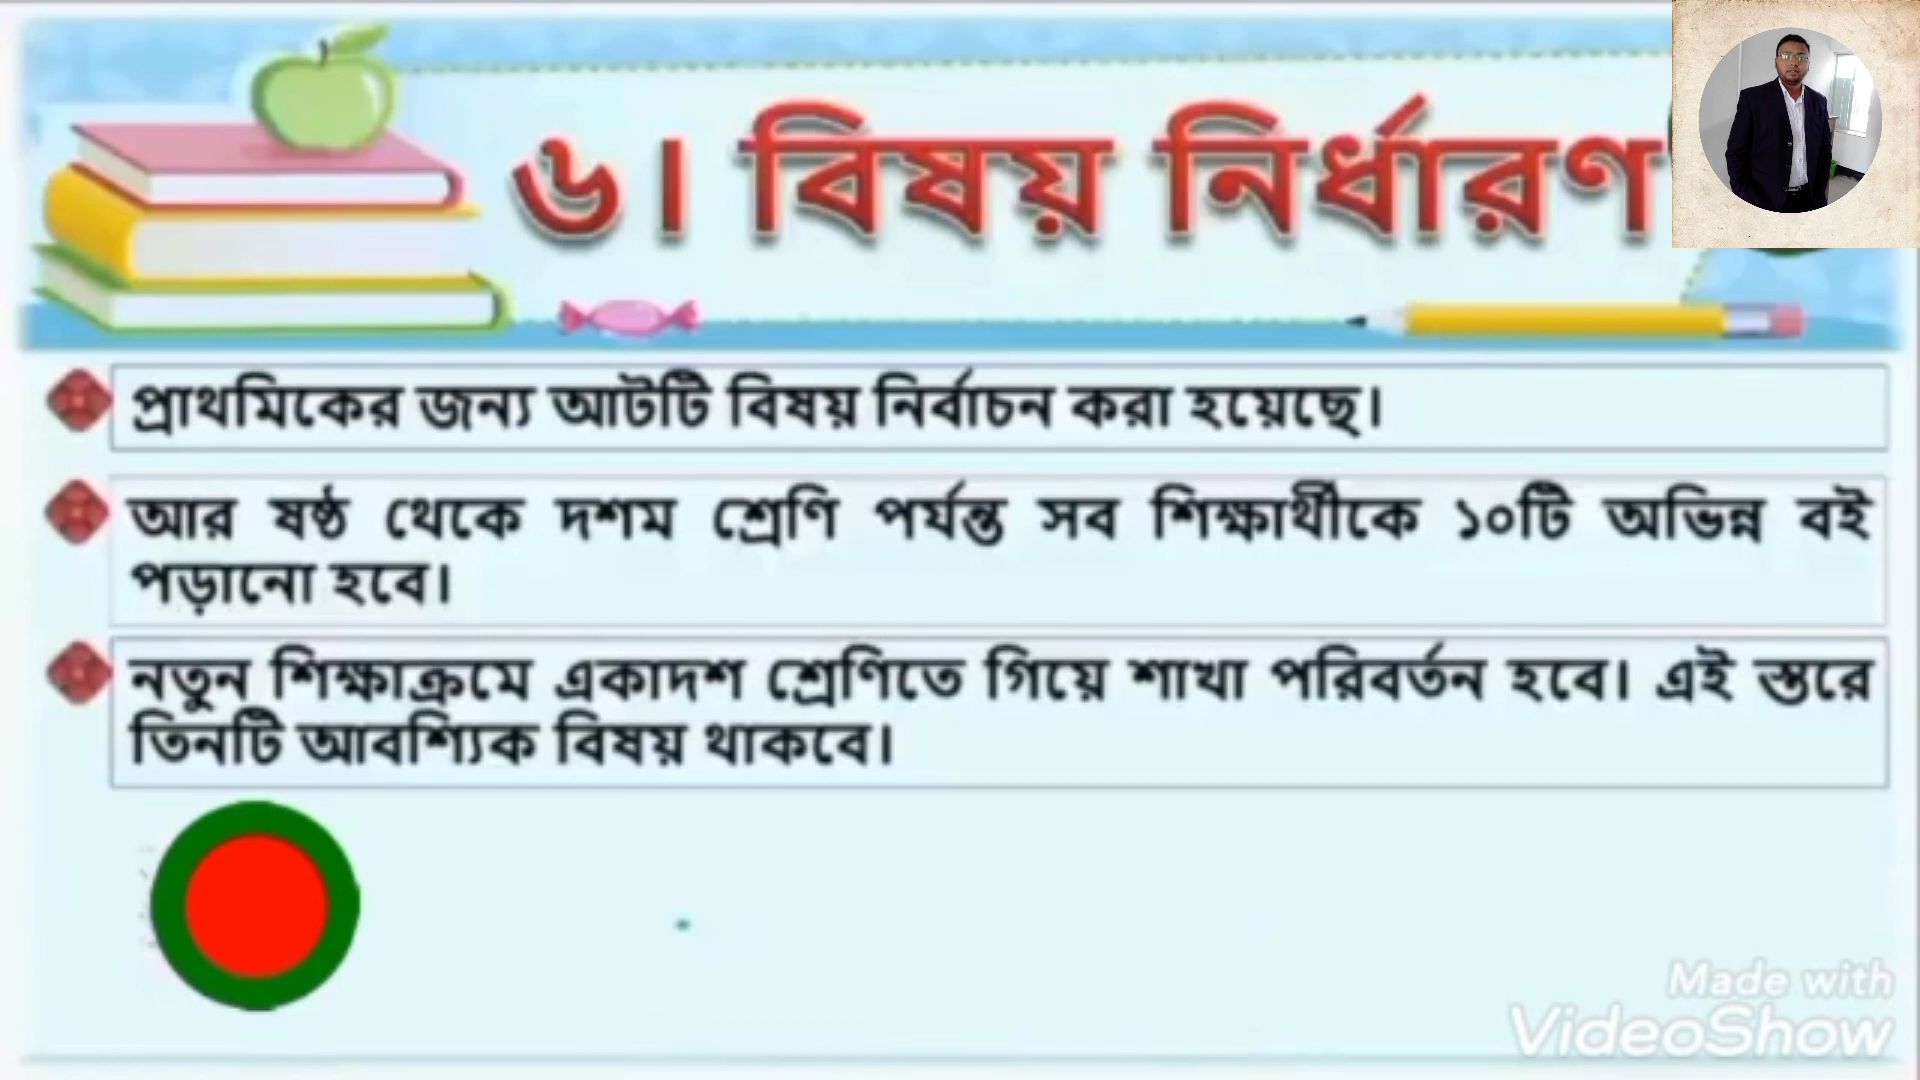 ৬। বিষয় নির্ধারণ
প্রাথমিকের জন্য আটটি বিষয় নির্বাচন করা হয়েছে।
আর ষষ্ঠ থেকে দশম শ্রেণি পর্যন্ত সব শিক্ষার্থীকে ১০টি অভিন্ন বই
পড়ানো হবে।
নতুন শিক্ষাক্রমে একাদশ শ্রেণিতে গিয়ে শাখা পরিবর্তন হবে। এই স্তরে
তিনটি আবশ্যিক বিষয় থাকবে।
Made with
VideoShow